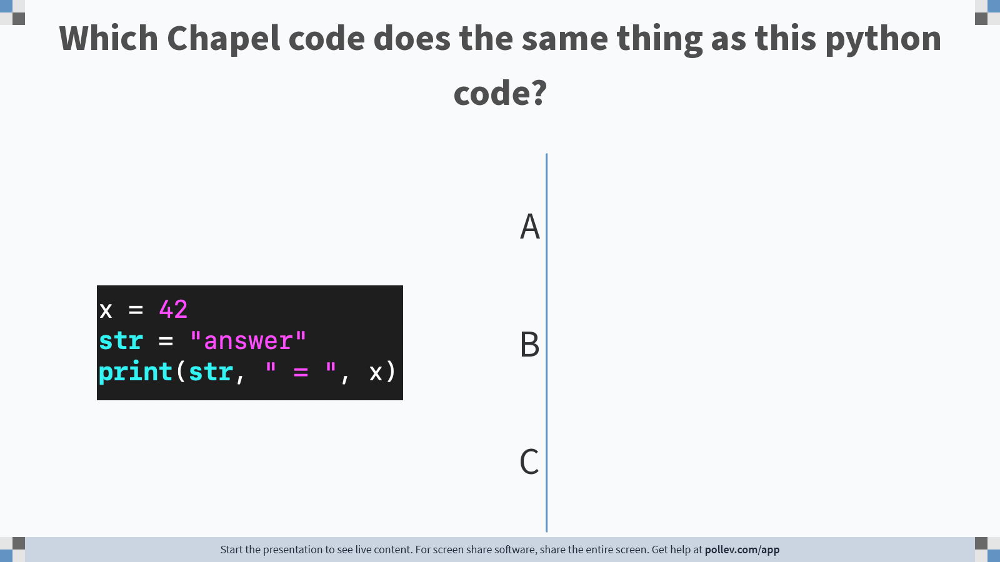 Which Chapel code does the same thing as this python
code?
x = 42
str = "answer"
print(str, " = ", x)
A
B
C
Start the presentation to see live content. For screen share software, share the entire screen. Get help at pollev.com/app